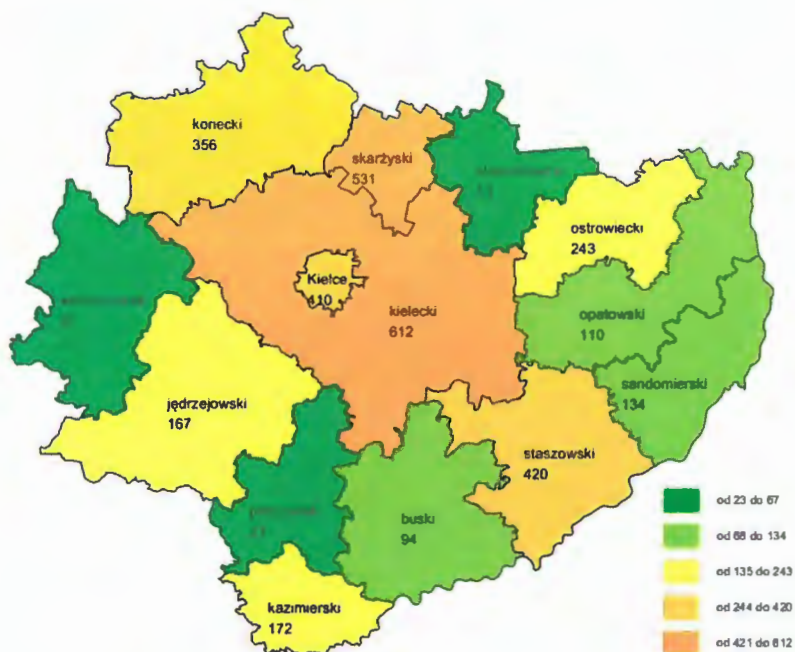 konecki
356
skarżyski
531
ostrowiecki
243
Kielce
410
kielecki
612
opatowski
110
sandomierski
134
jędrzejowski
167
staszowski
420
buski
94
kazimierski
172
od 23 do 67
od 68 do 134
od 135 do 243
od 244 do 420
od 421 do 612